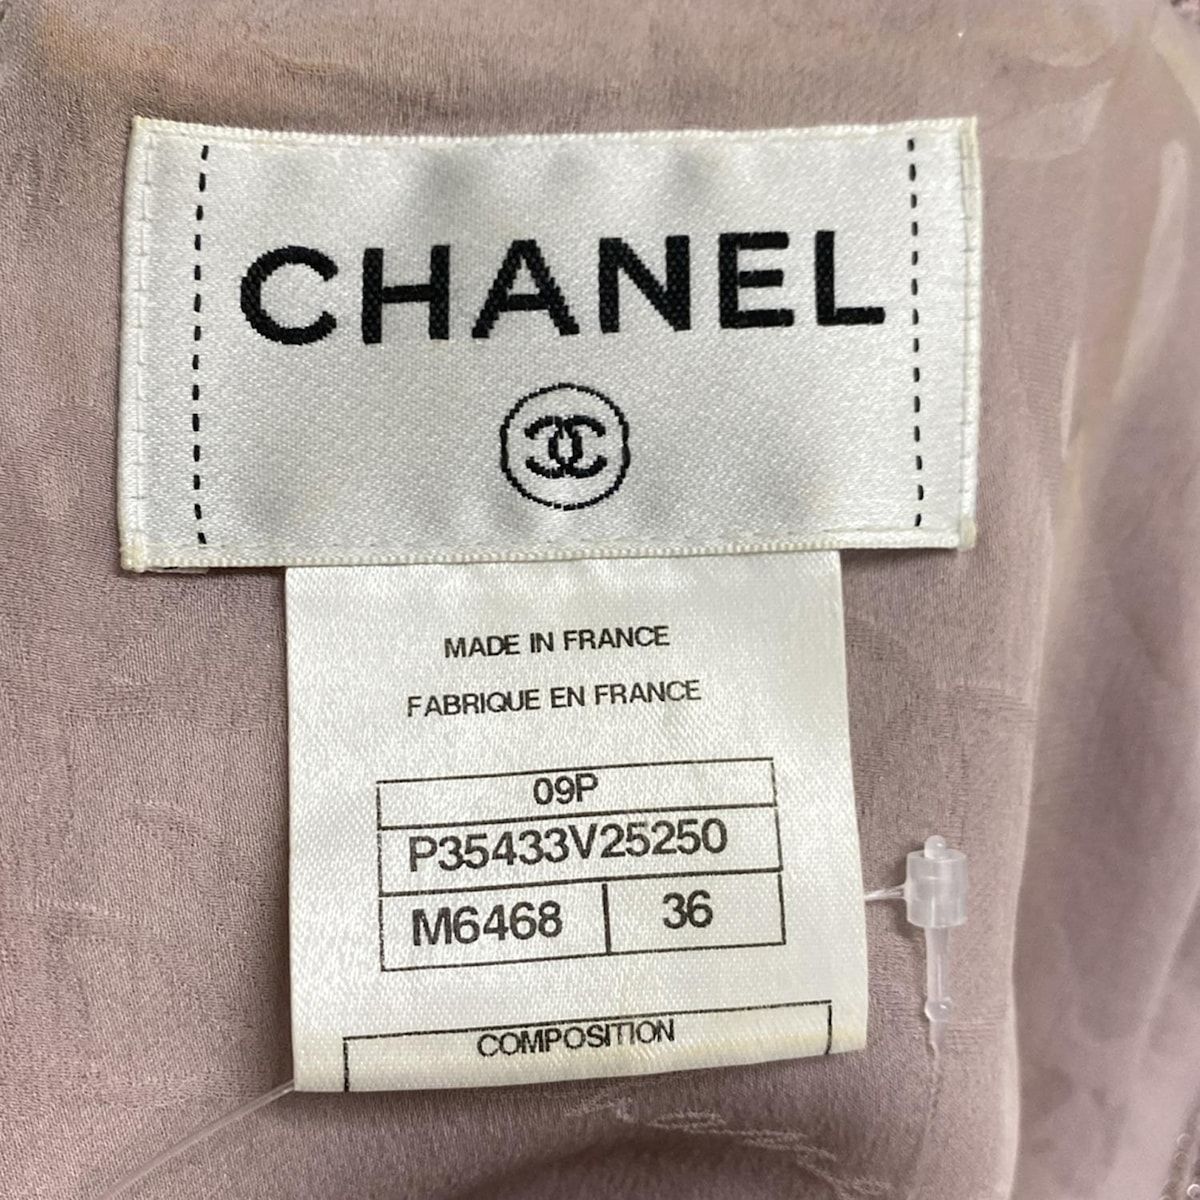 CHANEL
MADE IN FRANCE
FABRIQUE EN FRANCE
09P
P35433V25250
M6468 36
COMPOSITION